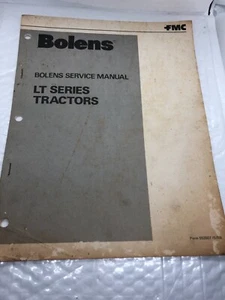 FMC
Bolens
BOLENS SERVICE MANUAL
LT SERIES
TRACTORS